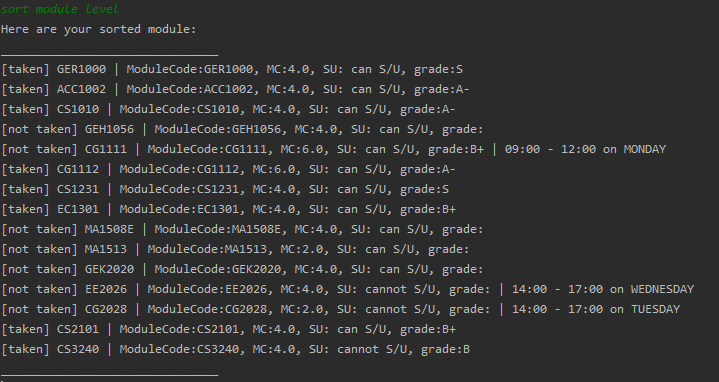 sort module level
Here are your sorted module:
_______________________________
[taken] GER1000 | ModuleCode:GER1000, MC:4.0, SU: can S/U, grade:S
[taken] ACC1002 | ModuleCode:ACC1002, MC:4.0, SU: can S/U, grade:A-
[taken] CS1010 | ModuleCode:CS1010, MC:4.0, SU: can S/U, grade:A-
[not taken] GEH1056 | ModuleCode:GEH1056, MC:4.0, SU: can S/U, grade:
[not taken] CG1111 | ModuleCode:CG1111, MC:6.0, SU: can S/U, grade:B+ | 09:00 - 12:00 on MONDAY
[taken] CG1112 | ModuleCode:CG1112, MC:6.0, SU: can S/U, grade:A-
[taken] CS1231 | ModuleCode:CS1231, MC:4.0, SU: can S/U, grade:S
[taken] EC1301 | ModuleCode:EC1301, MC:4.0, SU: can S/U, grade:B+
[not taken] MA1508E | ModuleCode:MA1508E, MC:4.0, SU: can S/U, grade:
[not taken] MA1513 | ModuleCode:MA1513, MC:2.0, SU: can S/U, grade:
[not taken] GEK2020 | ModuleCode:GEK2020, MC:4.0, SU: can S/U, grade:
[not taken] EE2026 | ModuleCode:EE2026, MC:4.0, SU: cannot S/U, grade: | 14:00 - 17:00 on WEDNESDAY
[not taken] CG2028 | ModuleCode:CG2028, MC:2.0, SU: cannot S/U, grade: | 14:00 - 17:00 on TUESDAY
[taken] CS2101 | ModuleCode:CS2101, MC:4.0, SU: can S/U, grade:B+
[taken] CS3240 | ModuleCode:CS3240, MC:4.0, SU: cannot S/U, grade:B
_______________________________